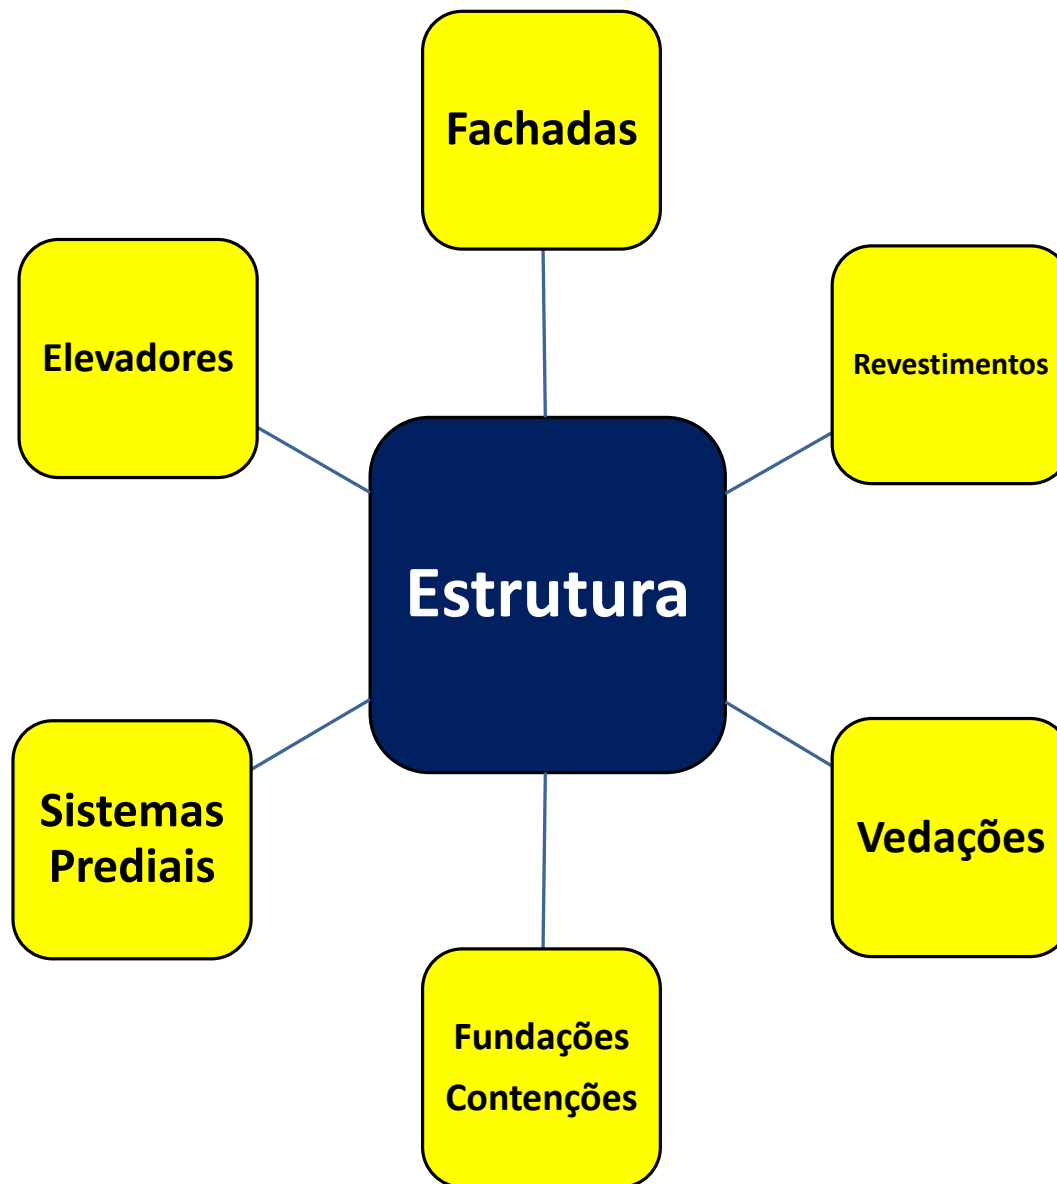 Fachadas
Elevadores
Revestimentos
Estrutura
Sistemas
Prediais
Vedações
Fundações
Contenções